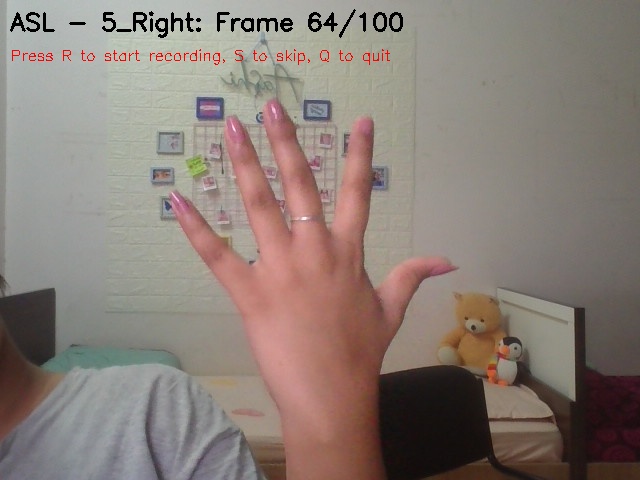 ASL - 5_Right: Frame 64/100
Press R to start recording, S to skip, Q to quit